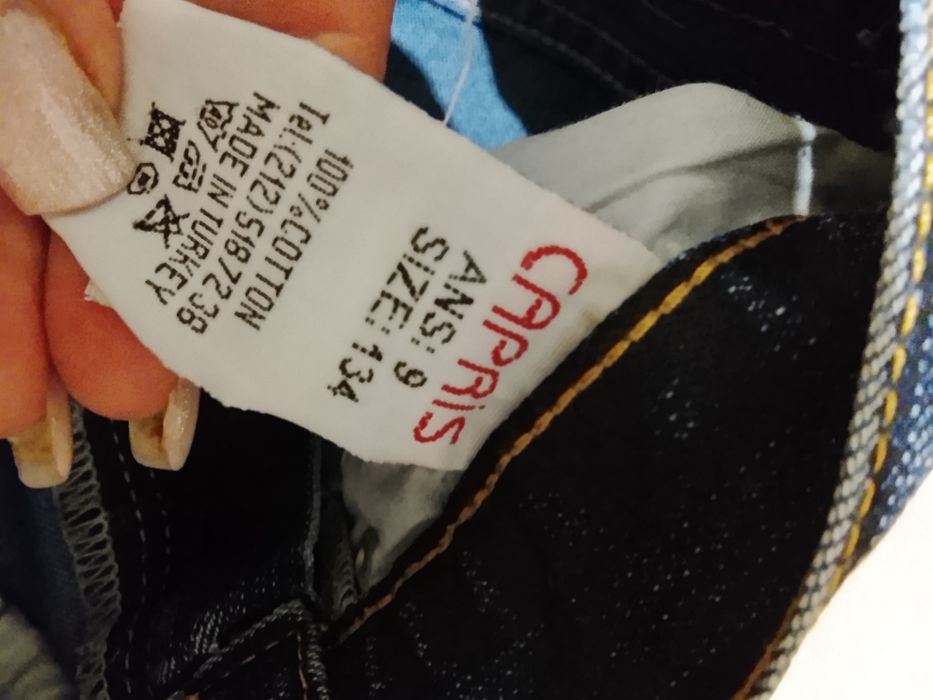 CAPRIS
ANS: 9
SIZE: 134
100%.COTTON
Tel.:(212)5187238
MADE IN TURKEY